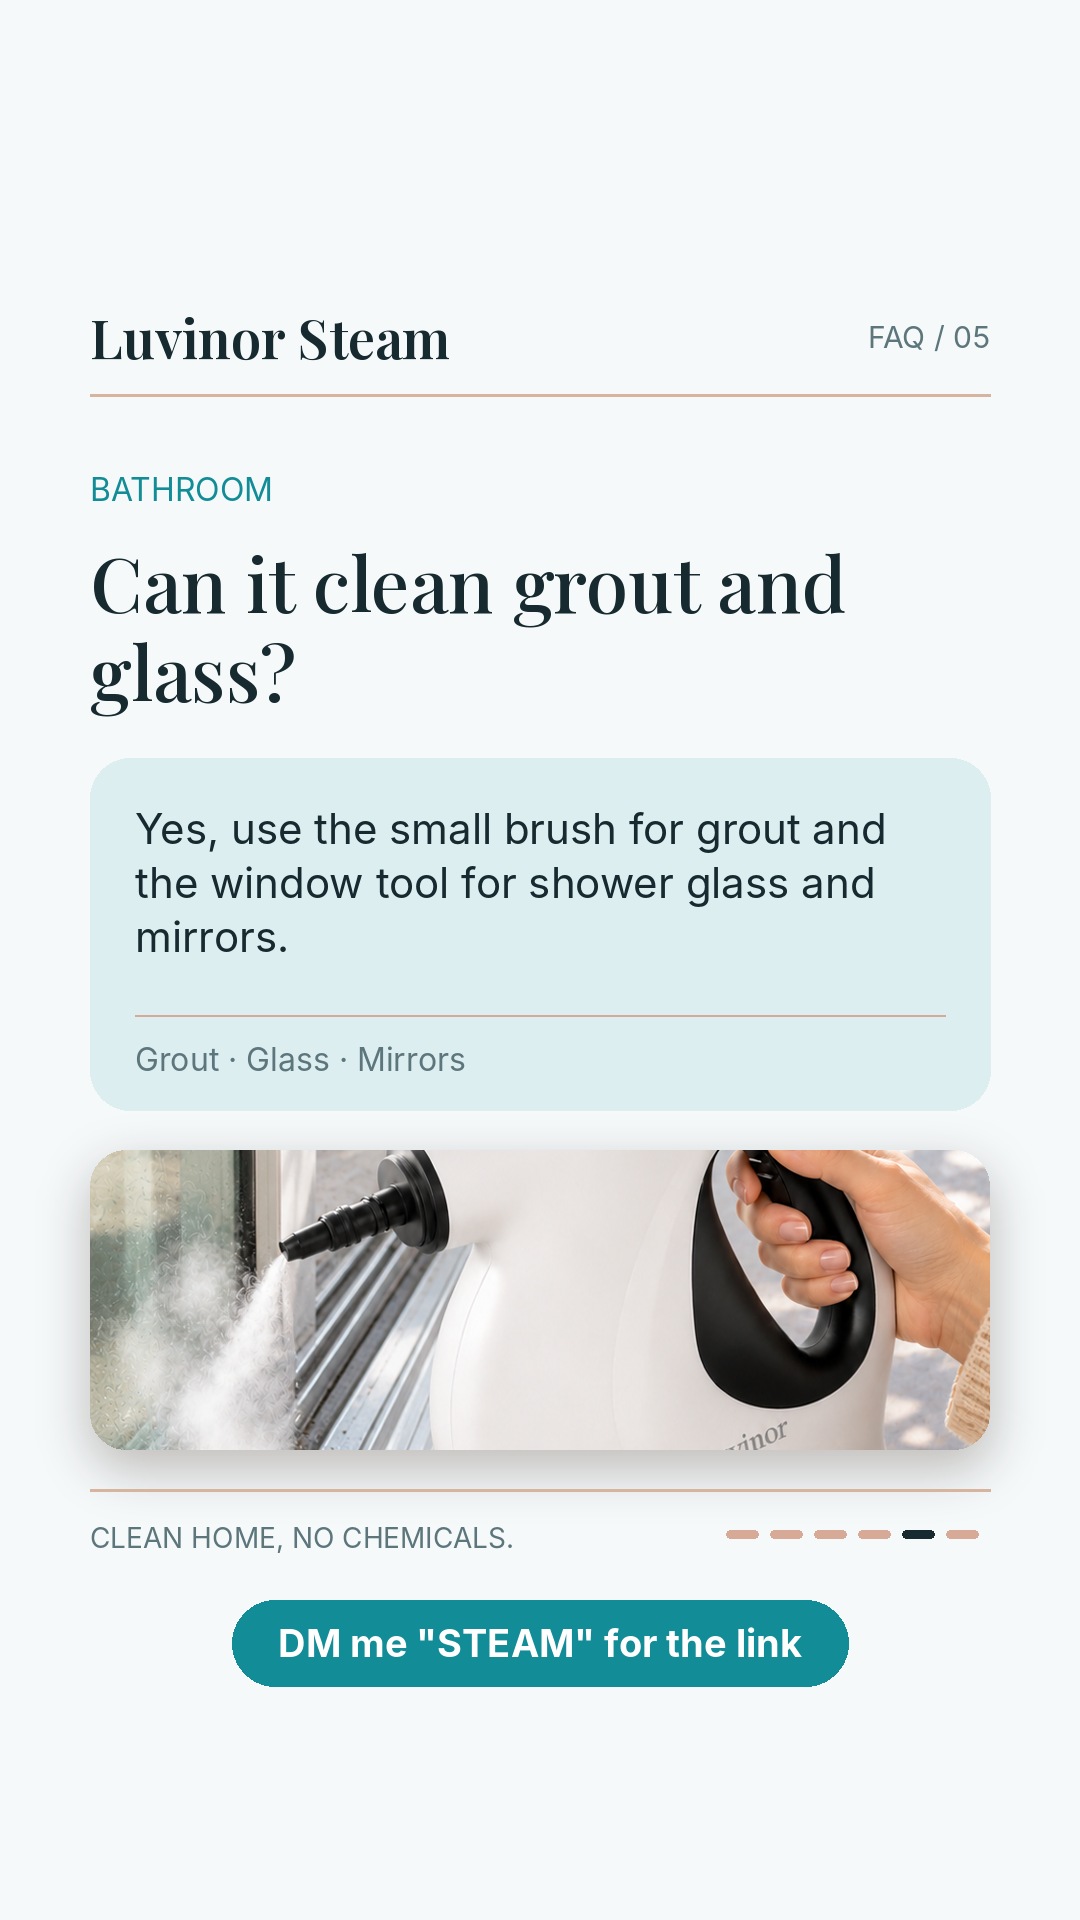 Luvinor Steam
FAQ / 05
BATHROOM
Can it clean grout and
glass?
Yes, use the small brush for grout and
the window tool for shower glass and
mirrors.
Grout · Glass · Mirrors
vinor
CLEAN HOME, NO CHEMICALS.
DM me "STEAM" for the link